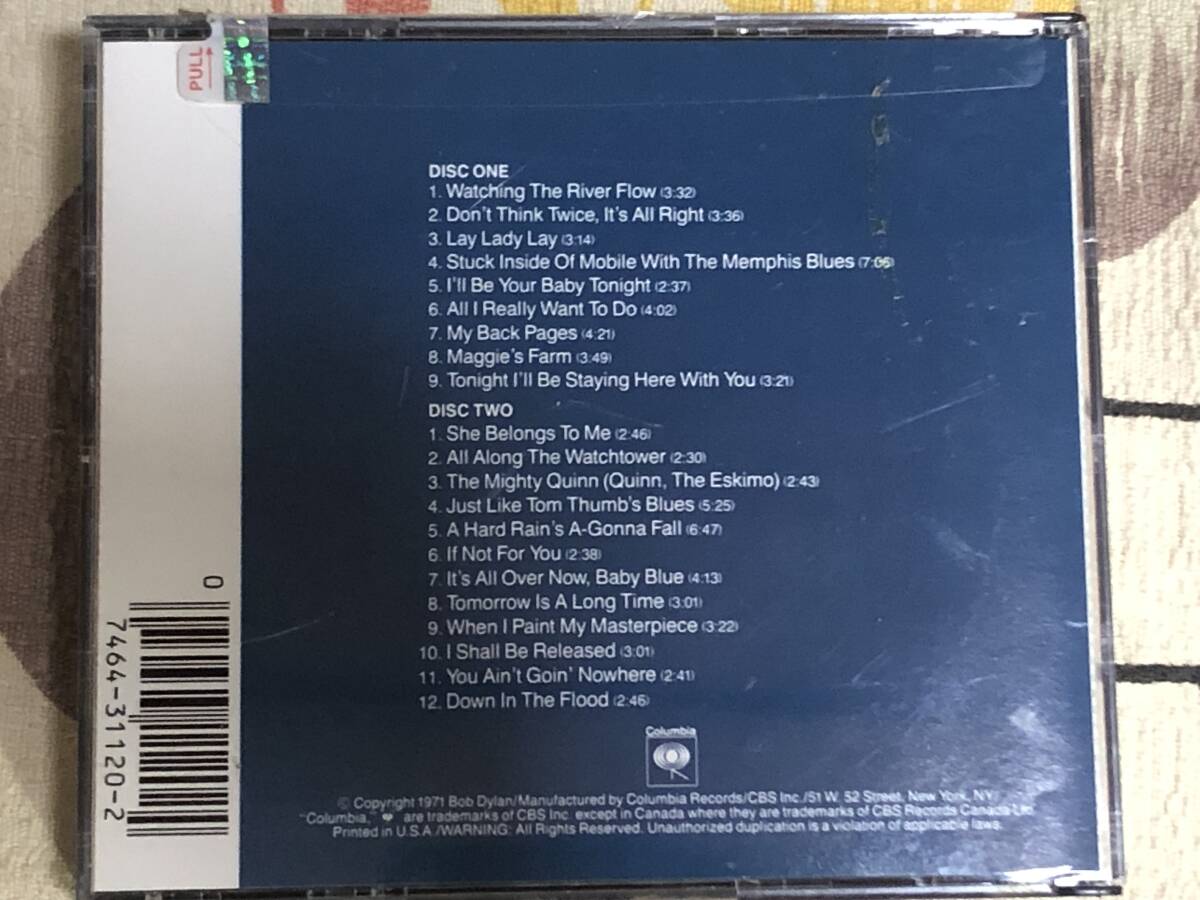 PULL
DISC ONE
1. Watching The River Flow (3:32)
2. Don't Think Twice, It's All Right (3:36)
3. Lay Lady Lay (3:14)
4. Stuck Inside Of Mobile With The Memphis Blues (7:05)
5. I'll Be Your Baby Tonight (2:37)
6. All I Really Want To Do (4:02)
7. My Back Pages (4:21)
8. Maggie's Farm (3:49)
9. Tonight I'll Be Staying Here With You (3:21)
DISC TWO
1. She Belongs To Me (2:46)
2. All Along The Watchtower (2:30)
3. The Mighty Quinn (Quinn, The Eskimo) (2:43)
4. Just Like Tom Thumb's Blues (5:25)
5. A Hard Rain's A-Gonna Fall (6:47)
6. If Not For You (2:38)
7. It's All Over Now, Baby Blue (4:13)
8. Tomorrow Is A Long Time (3:01)
9. When I Paint My Masterpiece (3:22)
10. I Shall Be Released (3:01)
11. You Ain't Goin' Nowhere (2:41)
12. Down In The Flood (2:46)
Columbia
© Copyright 1971 Bob Dylan/Manufactured by Columbia Records/CBS Inc./51 W. 52 Street, New York, NY/
"Columbia," ❤ are trademarks of CBS Inc. except in Canada where they are trademarks of CBS Records Canada Ltd.
Printed in U.S.A./WARNING: All Rights Reserved. Unauthorized duplication is a violation of applicable laws.
0
7464-31120-2